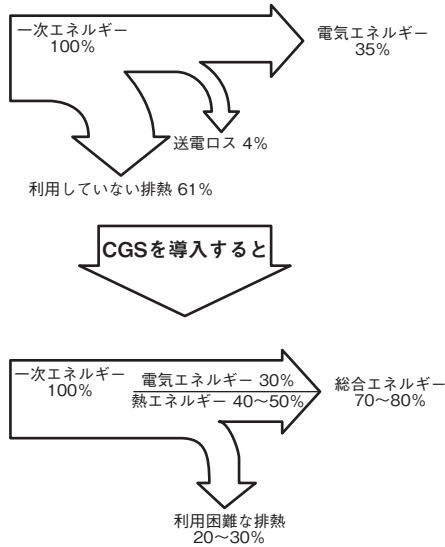 一次エネルギー
100%
電気エネルギー
35%
送電ロス 4%
利用していない排熱 61%
CGSを導入すると
一次エネルギー
100%
電気エネルギー 30%
熱エネルギー 40〜50%
総合エネルギー
70〜80%
利用困難な排熱
20〜30%